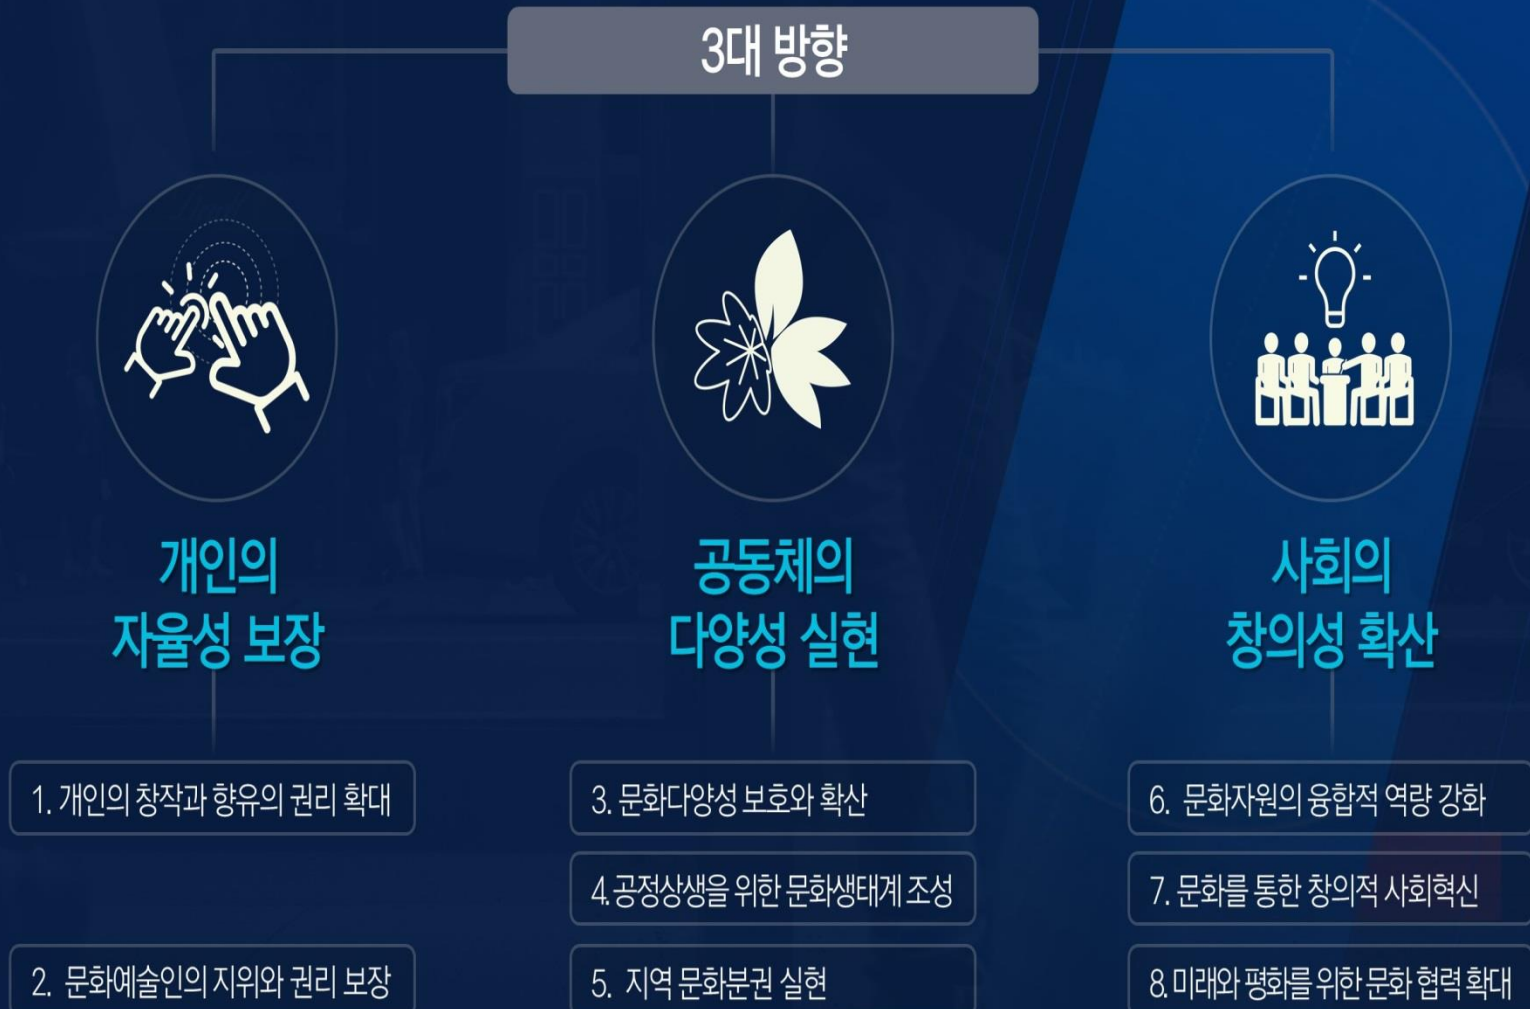 3대 방향
개인의
자율성 보장
공동체의
다양성 실현
사회의
창의성 확산
1. 개인의 창작과 향유의 권리 확대
2. 문화예술인의 지위와 권리 보장
3. 문화다양성 보호와 확산
4. 공정상생을 위한 문화생태계 조성
5. 지역 문화분권 실현
6. 문화자원의 융합적 역량 강화
7. 문화를 통한 창의적 사회혁신
8. 미래와 평화를 위한 문화 협력 확대